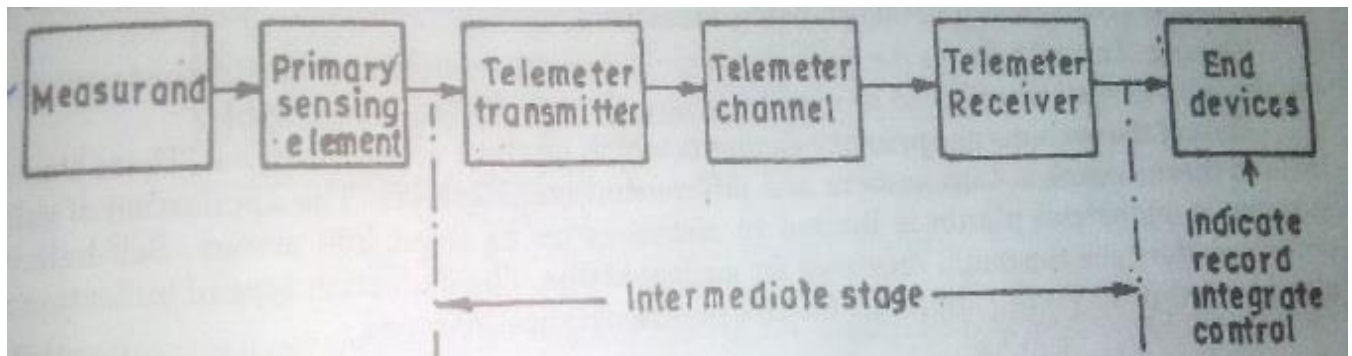 Measurand
Primary
sensing
element
Telemeter
transmitter
Telemeter
channel
Telemeter
Receiver
End
devices
Intermediate stage
Indicate
record
integrate
control